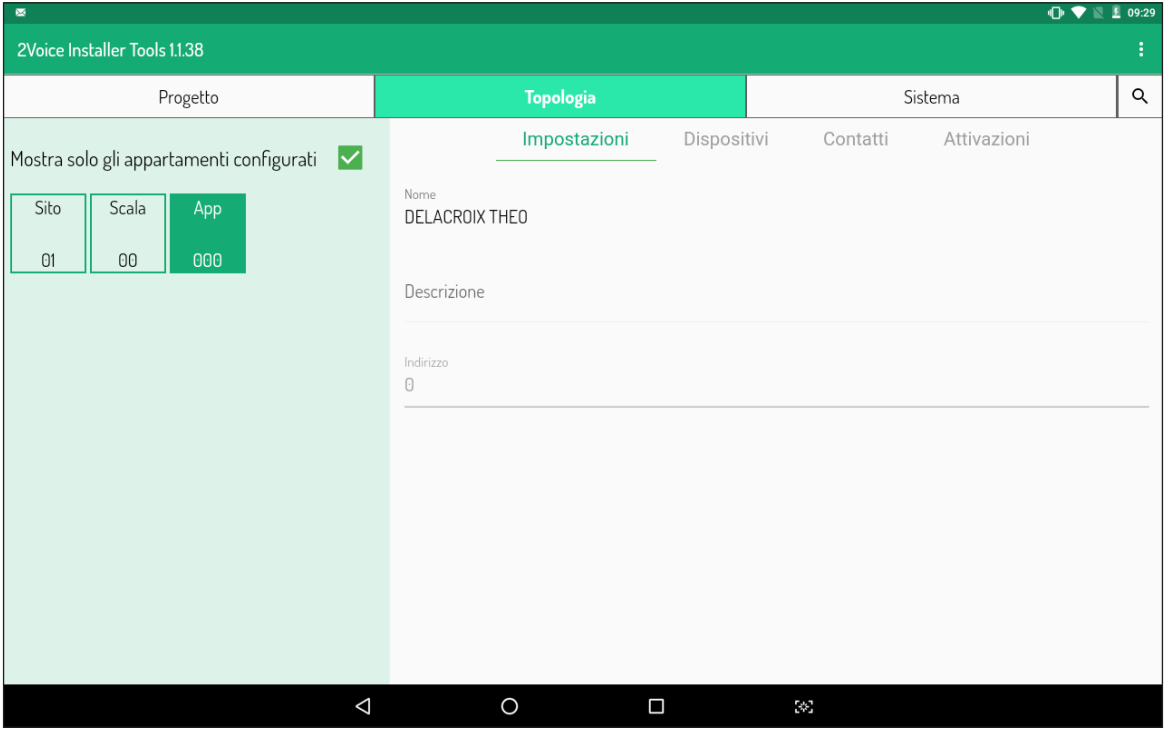 09:29
2Voice Installer Tools 1.1.38
Progetto
Topologia
Sistema
Impostazioni
Dispositivi
Contatti
Attivazioni
Mostra solo gli appartamenti configurati
Sito
Scala
App
01
00
000
Nome
DELACROIX THEO
Descrizione
Indirizzo
0